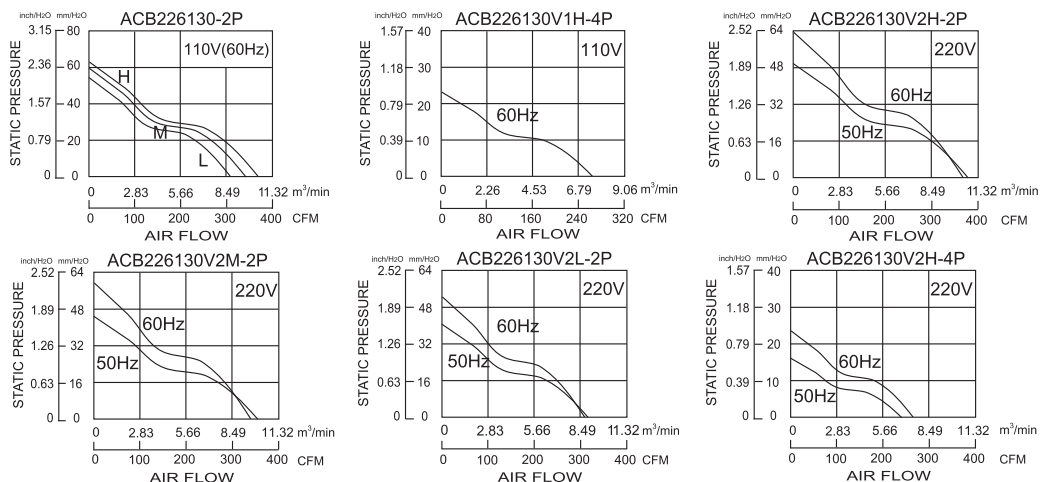 ACB226130-2P
inch/H2O mm/H2O
STATIC PRESSURE
3.15 80
2.36 60
1.57 40
0.79 20
0 0
110V(60Hz)
H
M
L
0 2.83 5.66 8.49 11.32 m³/min
0 100 200 300 400 CFM
AIR FLOW
ACB226130V1H-4P
inch/H2O mm/H2O
STATIC PRESSURE
1.57 40
1.18 30
0.79 20
0.39 10
0 0
110V
60Hz
0 2.26 4.53 6.79 9.06 m³/min
0 80 160 240 320 CFM
AIR FLOW
ACB226130V2H-2P
inch/H2O mm/H2O
STATIC PRESSURE
2.52 64
1.89 48
1.26 32
0.63 16
0 0
220V
60Hz
50Hz
0 2.83 5.66 8.49 11.32 m³/min
0 100 200 300 400 CFM
AIR FLOW
ACB226130V2M-2P
inch/H2O mm/H2O
STATIC PRESSURE
2.52 64
1.89 48
1.26 32
0.63 16
0 0
220V
60Hz
50Hz
0 2.83 5.66 8.49 11.32 m³/min
0 100 200 300 400 CFM
AIR FLOW
ACB226130V2L-2P
inch/H2O mm/H2O
STATIC PRESSURE
2.52 64
1.89 48
1.26 32
0.63 16
0 0
220V
60Hz
50Hz
0 2.83 5.66 8.49 11.32 m³/min
0 100 200 300 400 CFM
AIR FLOW
ACB226130V2H-4P
inch/H2O mm/H2O
STATIC PRESSURE
1.57 40
1.18 30
0.79 20
0.39 10
0 0
220V
60Hz
50Hz
0 2.83 5.66 8.49 11.32 m³/min
0 100 200 300 400 CFM
AIR FLOW